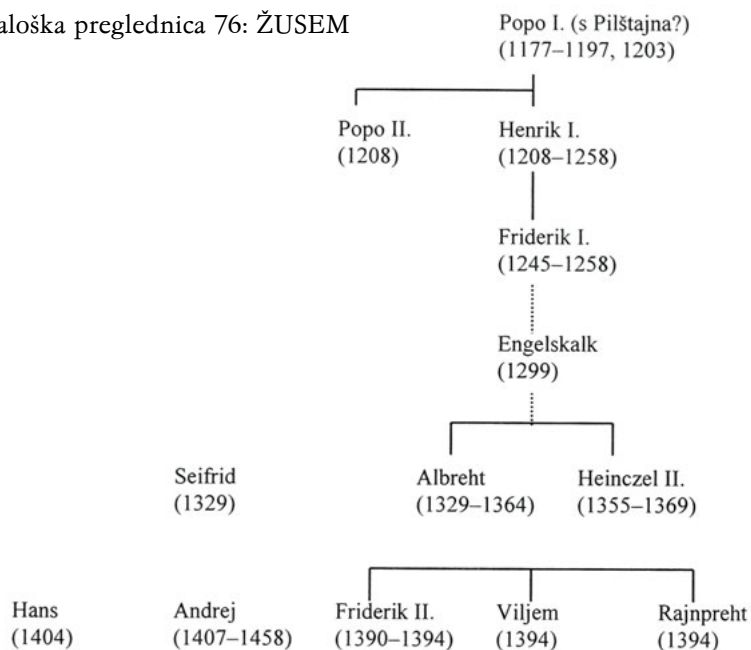 aloška preglednica 76: ŽUSEM
Popo I. (s Pilštajna?)
(1177–1197, 1203)
Popo II.
(1208)
Henrik I.
(1208–1258)
Friderik I.
(1245–1258)
Engelskalk
(1299)
Seifrid
(1329)
Albreht
(1329–1364)
Heinczel II.
(1355–1369)
Hans
(1404)
Andrej
(1407–1458)
Friderik II.
(1390–1394)
Viljem
(1394)
Rajnpreht
(1394)